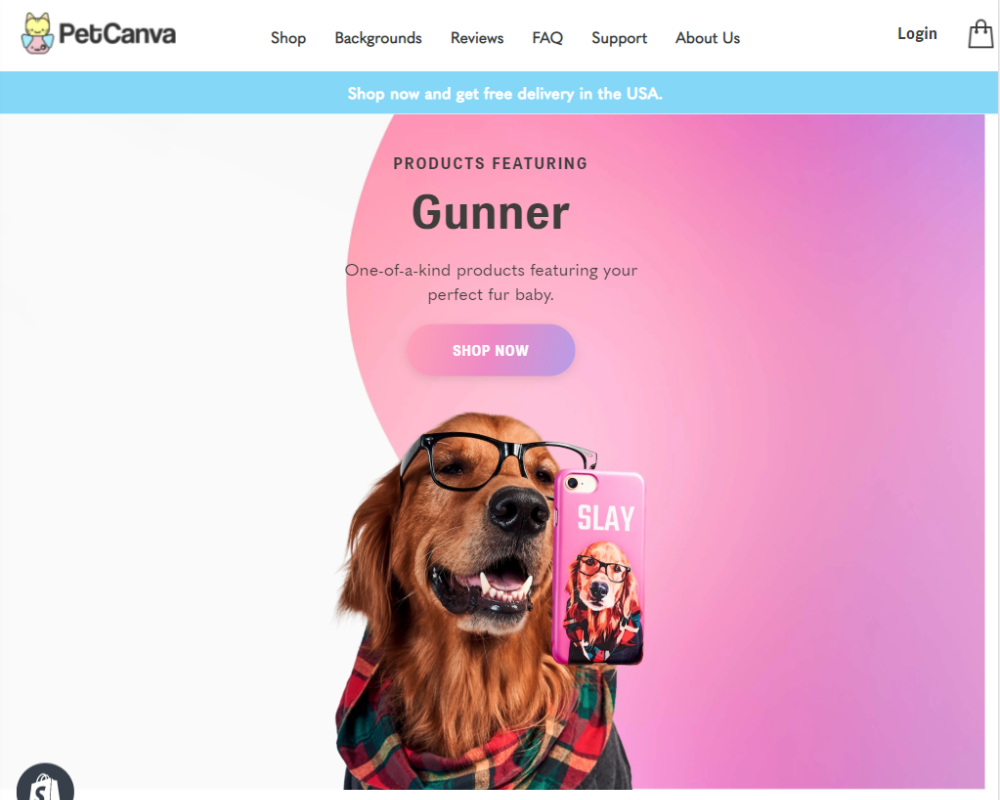 PetCanva
Shop Backgrounds Reviews FAQ Support About Us Login
Shop now and get free delivery in the USA.
PRODUCTS FEATURING
Gunner
One-of-a-kind products featuring your
perfect fur baby.
SHOP NOW
SLAY